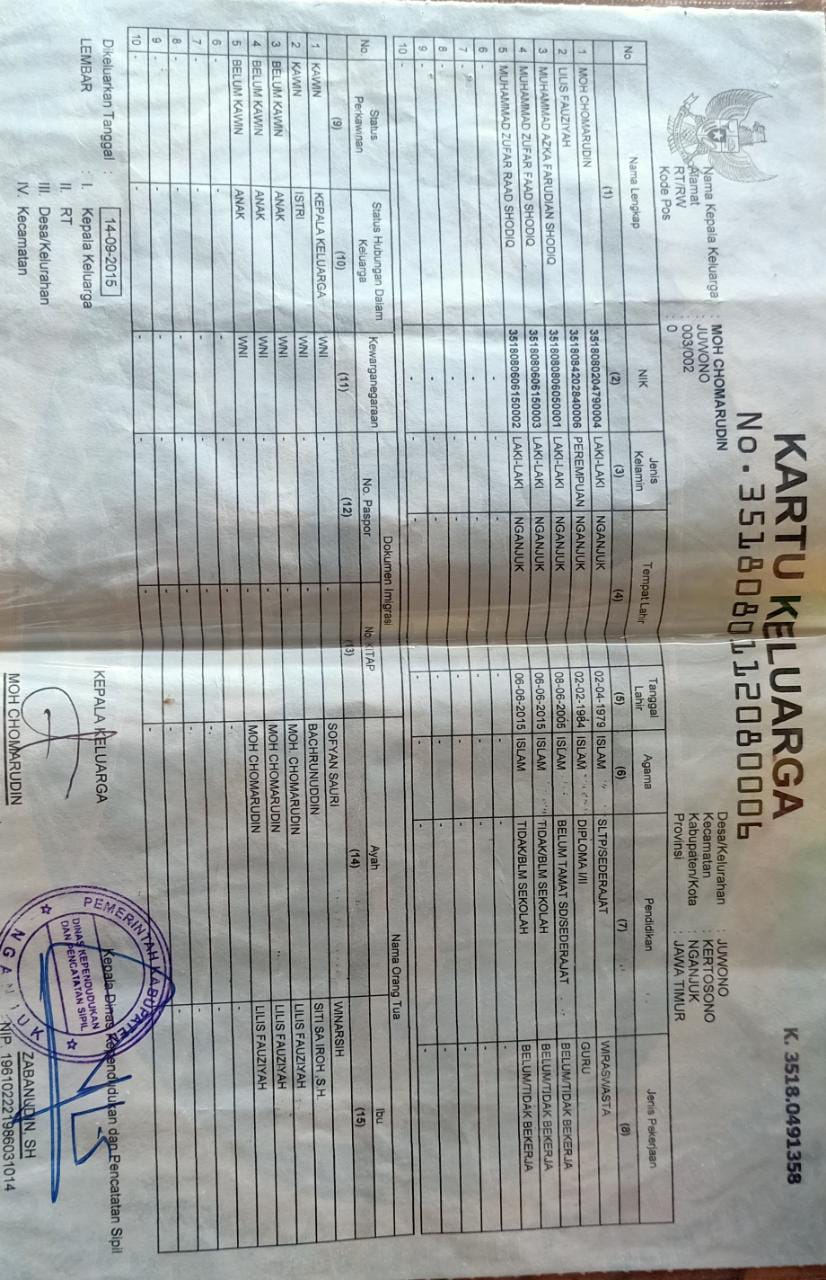 KARTU KELUARGA
No. 3518080112080006
K. 3518.0491358
Nama Kepala Keluarga : MOH CHOMARUDIN
Alamat : JUWONO
RT/RW : 003/002
Kode Pos : 0
Desa/Kelurahan : JUWONO
Kecamatan : KERTOSONO
Kabupaten/Kota : NGANJUK
Provinsi : JAWA TIMUR
No Nama Lengkap NIK Jenis Kelamin Tempat Lahir Tanggal Lahir Agama Pendidikan Jenis Pekerjaan
(1) (2) (3) (4) (5) (6) (7) (8)
1 MOH CHOMARUDIN 3518080204790004 LAKI-LAKI NGANJUK 02-04-1979 ISLAM SLTP/SEDERAJAT WIRASWASTA
2 LILIS FAUZIYAH 3518084202840006 PEREMPUAN NGANJUK 02-02-1984 ISLAM DIPLOMA I/II GURU
3 MUHAMMAD AZKA FARUDIAN SHODIQ 3518080806050001 LAKI-LAKI NGANJUK 08-06-2005 ISLAM BELUM TAMAT SD/SEDERAJAT BELUM/TIDAK BEKERJA
4 MUHAMMAD ZUFAR FAAD SHODIQ 3518080606150003 LAKI-LAKI NGANJUK 06-06-2015 ISLAM TIDAK/BLM SEKOLAH BELUM/TIDAK BEKERJA
5 MUHAMMAD ZUFAR RAAD SHODIQ 3518080606150002 LAKI-LAKI NGANJUK 06-06-2015 ISLAM TIDAK/BLM SEKOLAH BELUM/TIDAK BEKERJA
6 - - - - - - - -
7 - - - - - - - -
8 - - - - - - - -
9 - - - - - - - -
10 - - - - - - - -
No. Status Perkawinan Status Hubungan Dalam Keluarga Kewarganegaraan Dokumen Imigrasi Nama Orang Tua
No. Paspor No. KITAP Ayah Ibu
(9) (10) (11) (12) (13) (14) (15)
1 KAWIN KEPALA KELUARGA WNI - - SOFYAN SAURI WINARSIH
2 KAWIN ISTRI WNI - - BACHRUNUDDIN SITI SA IROH ,S.H.
3 BELUM KAWIN ANAK WNI - - MOH. CHOMARUDIN LILIS FAUZIYAH
4 BELUM KAWIN ANAK WNI - - MOH CHOMARUDIN LILIS FAUZIYAH
5 BELUM KAWIN ANAK WNI - - MOH CHOMARUDIN LILIS FAUZIYAH
6 - - - - - - -
7 - - - - - - -
8 - - - - - - -
9 - - - - - - -
10 - - - - - - -
Dikeluarkan Tanggal : 14-09-2015
LEMBAR : I. Kepala Keluarga
II. RT
III. Desa/Kelurahan
IV. Kecamatan
KEPALA KELUARGA
MOH CHOMARUDIN
Kepala Dinas Kependudukan dan Pencatatan Sipil
PEMERINTAH KABUPATEN
DINAS KEPENDUDUKAN
DAN PENCATATAN SIPIL
NGANJUK
ZABANUDIN, SH
NIP. 196102221986031014